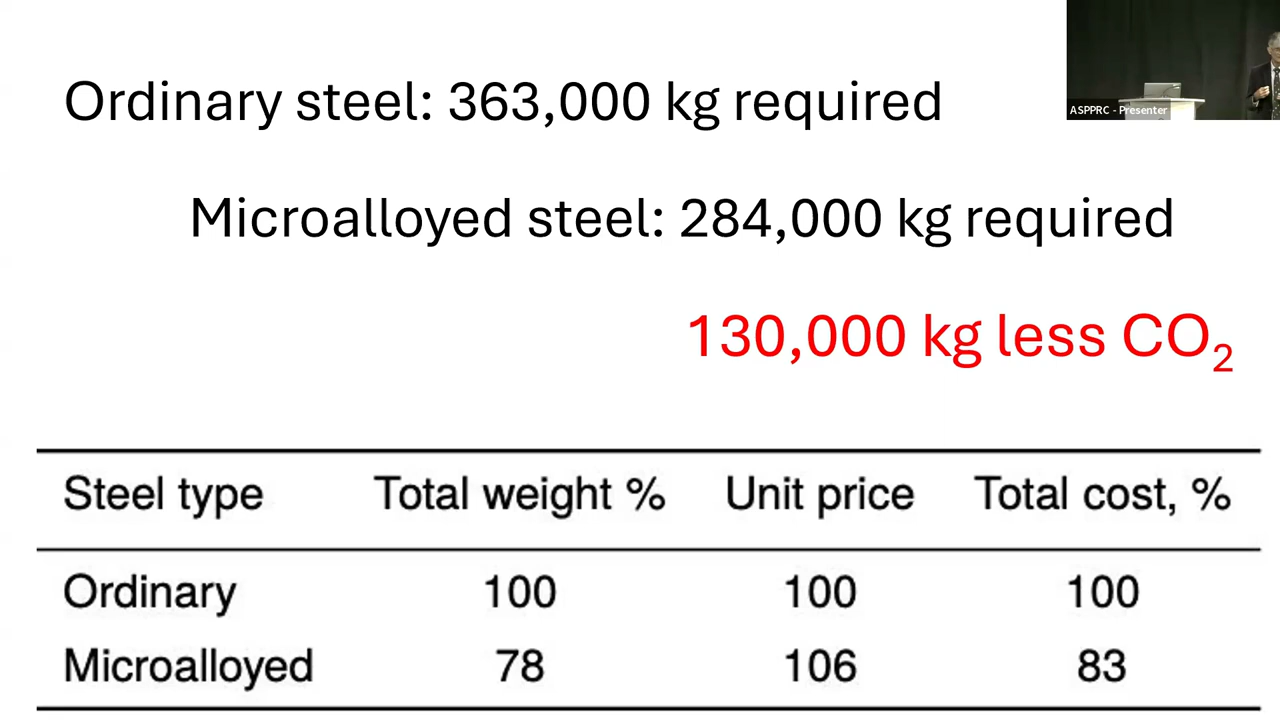 Ordinary steel: 363,000 kg required
ASPPRC - Presenter
Microalloyed steel: 284,000 kg required
130,000 kg less CO₂
Steel type Total weight % Unit price Total cost, %
Ordinary 100 100 100
Microalloyed 78 106 83